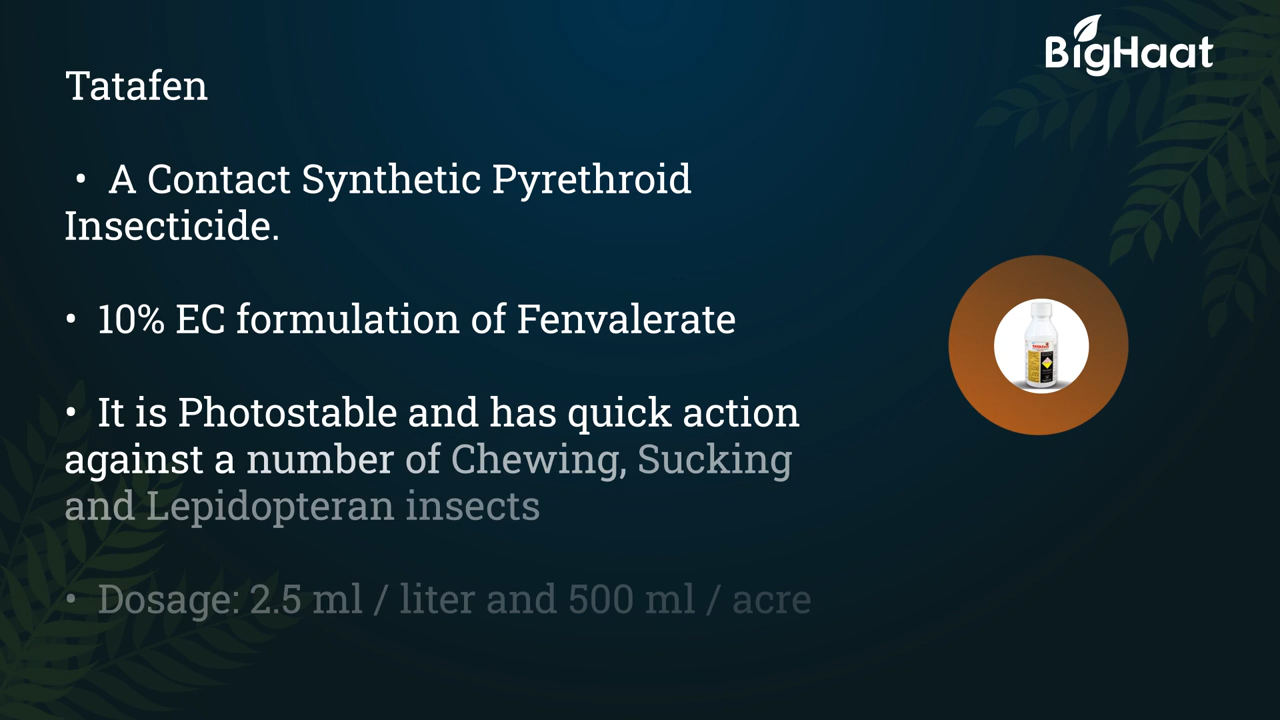 BigHaat
Tatafen
• A Contact Synthetic Pyrethroid
Insecticide.
• 10% EC formulation of Fenvalerate
• It is Photostable and has quick action
against a number of Chewing, Sucking
and Lepidopteran insects
• Dosage: 2.5 ml / liter and 500 ml / acre